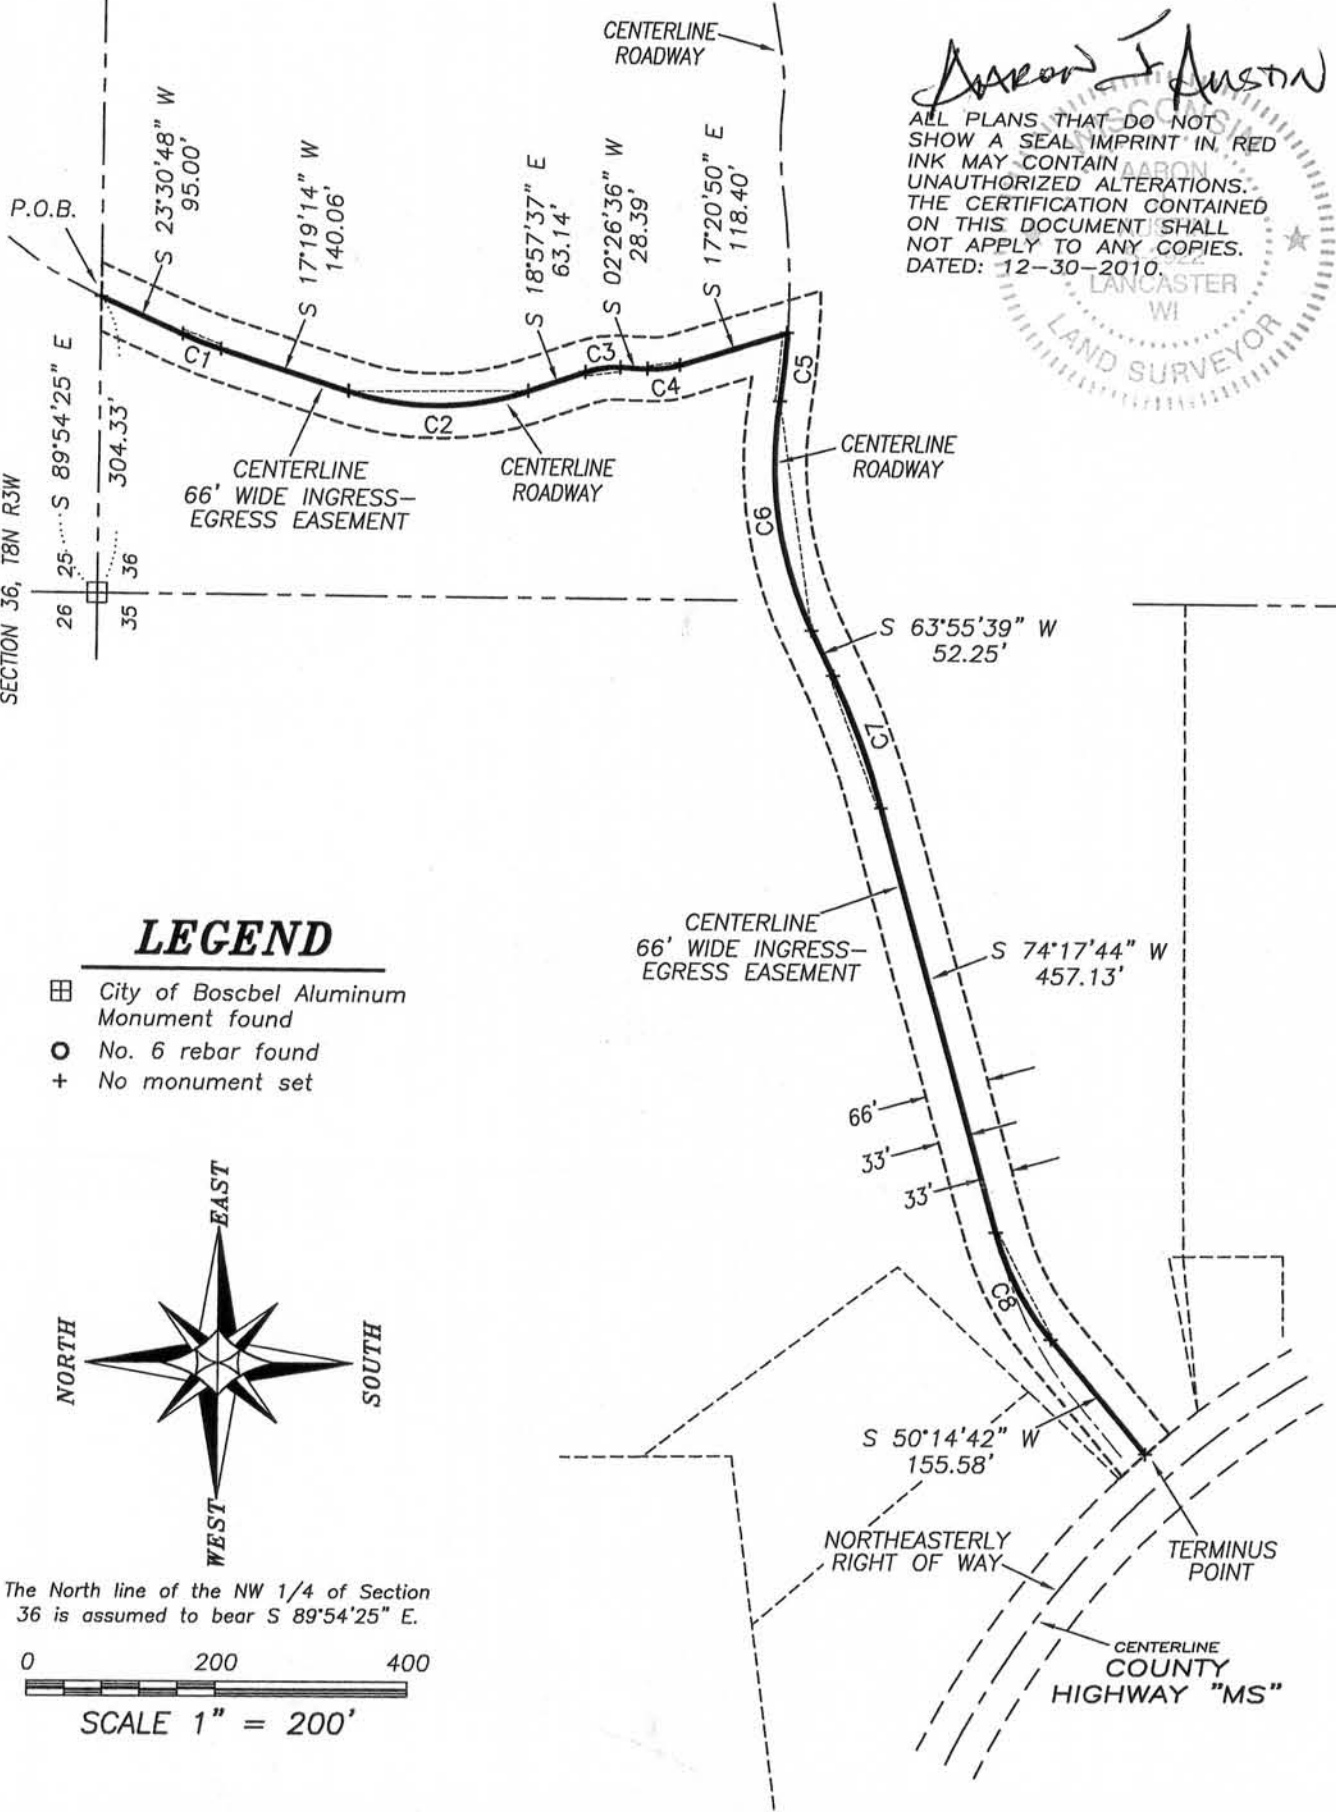 CENTERLINE
ROADWAY
AARON J AUSTIN
ALL PLANS THAT DO NOT
SHOW A SEAL IMPRINT IN RED
INK MAY CONTAIN
UNAUTHORIZED ALTERATIONS.
THE CERTIFICATION CONTAINED
ON THIS DOCUMENT SHALL
NOT APPLY TO ANY COPIES.
DATED: 12-30-2010.
WISCONSIN
AARON
AUSTIN
LANCASTER
WI
LAND SURVEYOR
P.O.B.
S 23°30'48" W
95.00'
S 17°19'14" W
140.06'
S 18°57'37" E
63.14'
S 02°26'36" W
28.39'
S 17°20'50" E
118.40'
C1
C2
C3
C4
C5
S 89°54'25" E
304.33'
CENTERLINE
66' WIDE INGRESS-
EGRESS EASEMENT
CENTERLINE
ROADWAY
CENTERLINE
ROADWAY
C6
SECTION 36, T8N R3W
25
36
26
35
S 63°55'39" W
52.25'
C7
CENTERLINE
66' WIDE INGRESS-
EGRESS EASEMENT
S 74°17'44" W
457.13'
LEGEND
City of Boscbel Aluminum
Monument found
No. 6 rebar found
+ No monument set
66'
33'
33'
C8
EAST
NORTH
SOUTH
WEST
S 50°14'42" W
155.58'
NORTHEASTERLY
RIGHT OF WAY
TERMINUS
POINT
The North line of the NW 1/4 of Section
36 is assumed to bear S 89°54'25" E.
0 200 400
SCALE 1" = 200'
CENTERLINE
COUNTY
HIGHWAY "MS"